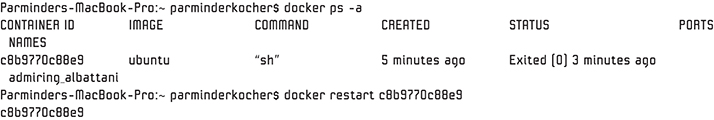 Parminders-MacBook-Pro:~ parminderkocher$ docker ps -a
CONTAINER ID IMAGE COMMAND CREATED STATUS PORTS
NAMES
c8b9770c88e9 ubuntu “sh” 5 minutes ago Exited (0) 3 minutes ago
admiring_albattani
Parminders-MacBook-Pro:~ parminderkocher$ docker restart c8b9770c88e9
c8b9770c88e9